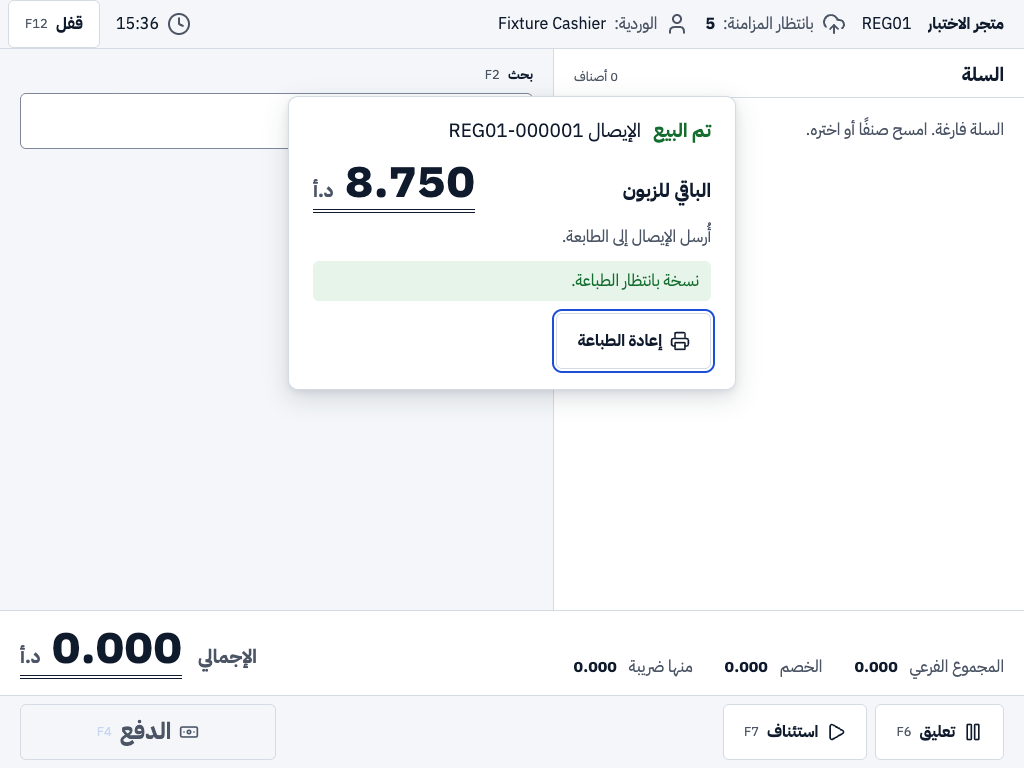 متجر الاختبار REG01 بانتظار المزامنة: 5 الوردية: Fixture Cashier 15:36 قفل F12
السلة 0 أصناف
السلة فارغة. امسح صنفًا أو اختره.
بحث F2
تم البيع الإيصال REG01-000001
الباقي للزبون 8.750 د.أ
أُرسل الإيصال إلى الطابعة.
نسخة بانتظار الطباعة.
إعادة الطباعة
المجموع الفرعي 0.000 الخصم 0.000 منها ضريبة 0.000 الإجمالي 0.000 د.أ
تعليق F6 استئناف F7 الدفع F4